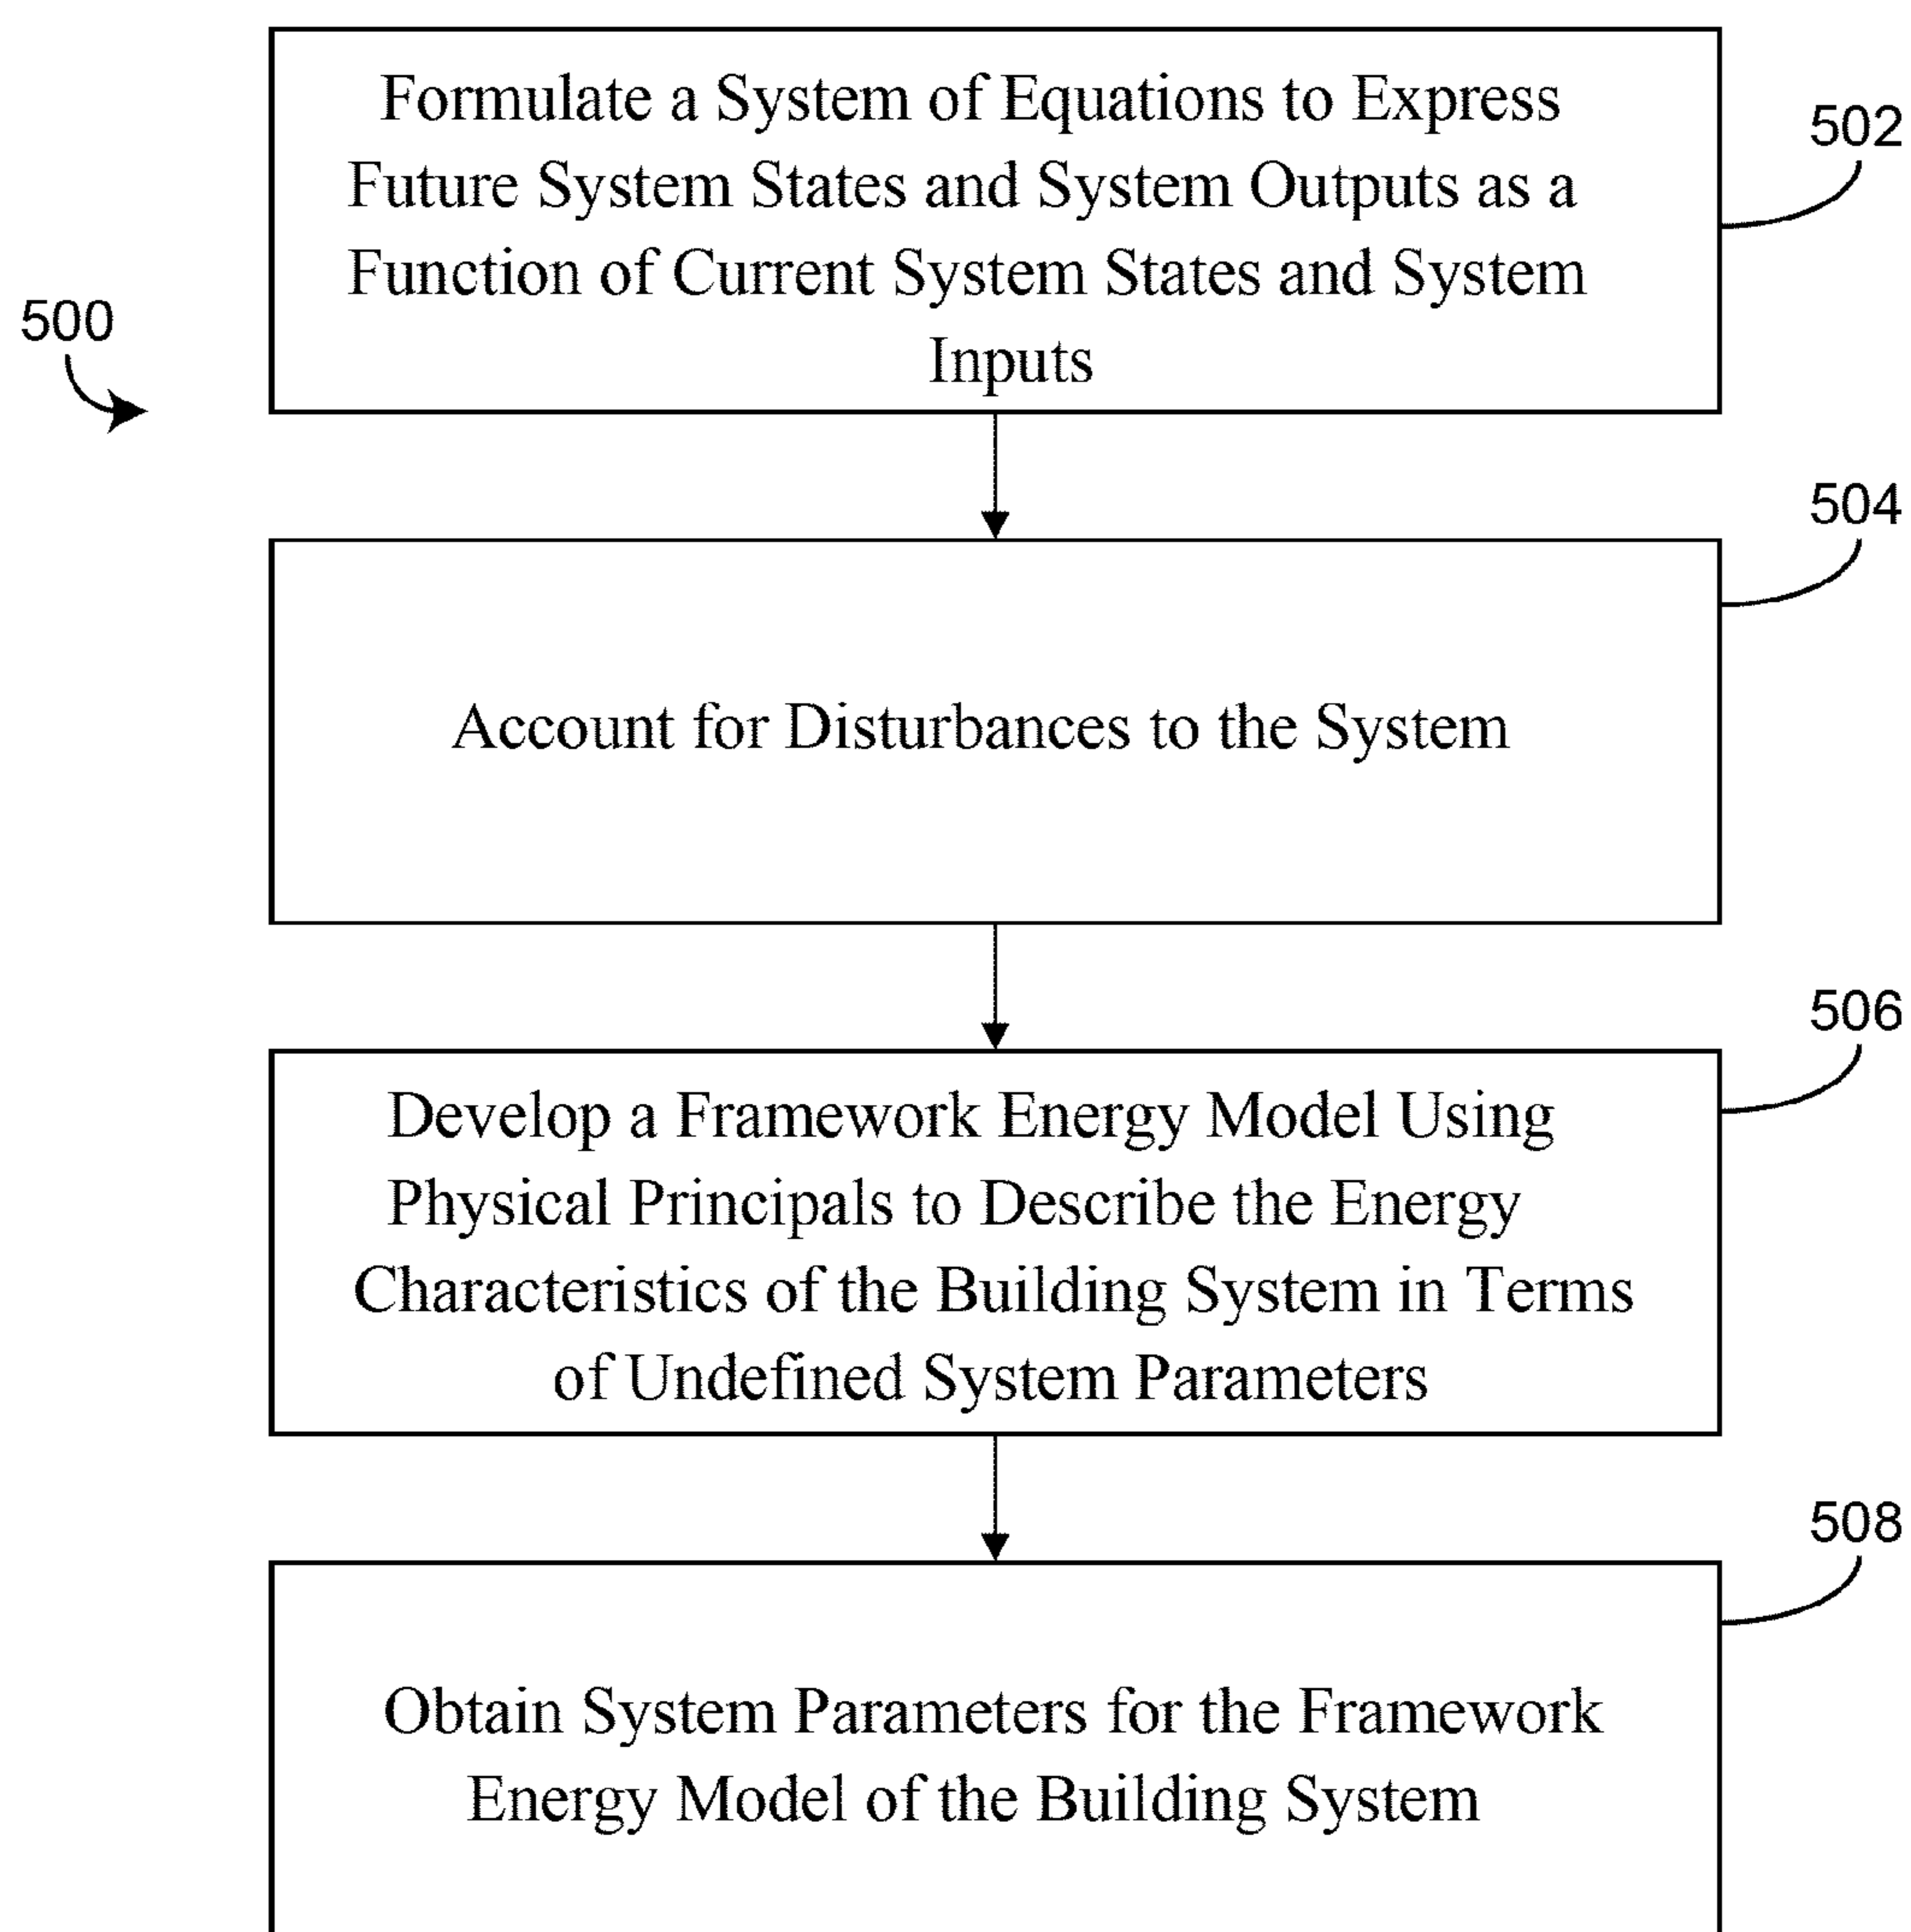 Formulate a System of Equations to Express
Future System States and System Outputs as a
Function of Current System States and System
Inputs
502
500
504
Account for Disturbances to the System
506
Develop a Framework Energy Model Using
Physical Principals to Describe the Energy
Characteristics of the Building System in Terms
of Undefined System Parameters
508
Obtain System Parameters for the Framework
Energy Model of the Building System